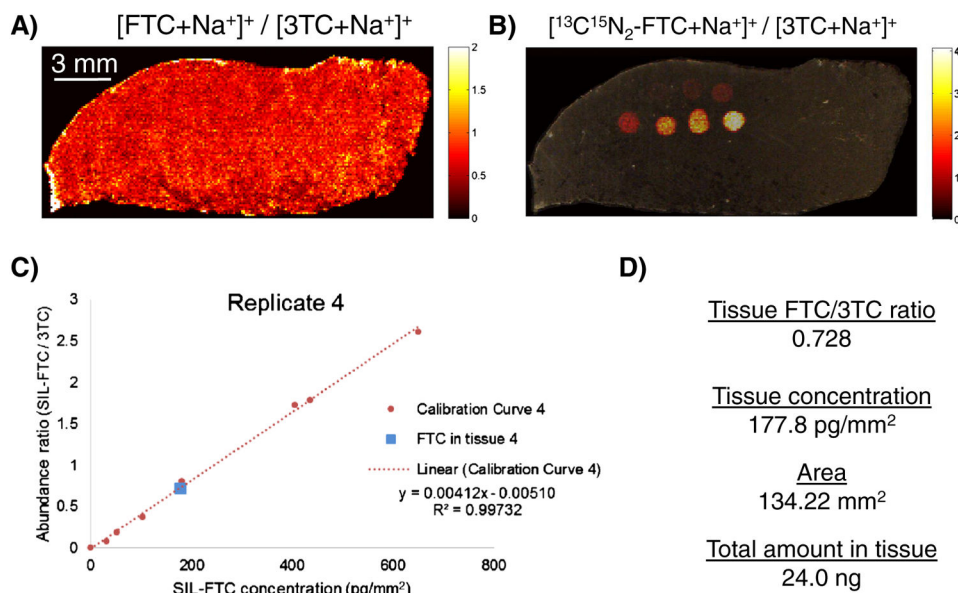 A)
[FTC+Na⁺]⁺ / [3TC+Na⁺]⁺
3 mm
2
1.5
1
0.5
0
B)
[¹³C¹⁵N₂-FTC+Na⁺]⁺ / [3TC+Na⁺]⁺
4
3
2
1
0
C)
Replicate 4
Abundance ratio (SIL-FTC / 3TC)
3
2.5
2
1.5
1
0.5
0
0 200 400 600 800
SIL-FTC concentration (pg/mm²)
Calibration Curve 4
FTC in tissue 4
Linear (Calibration Curve 4)
y = 0.00412x - 0.00510
R² = 0.99732
D)
Tissue FTC/3TC ratio
0.728
Tissue concentration
177.8 pg/mm²
Area
134.22 mm²
Total amount in tissue
24.0 ng